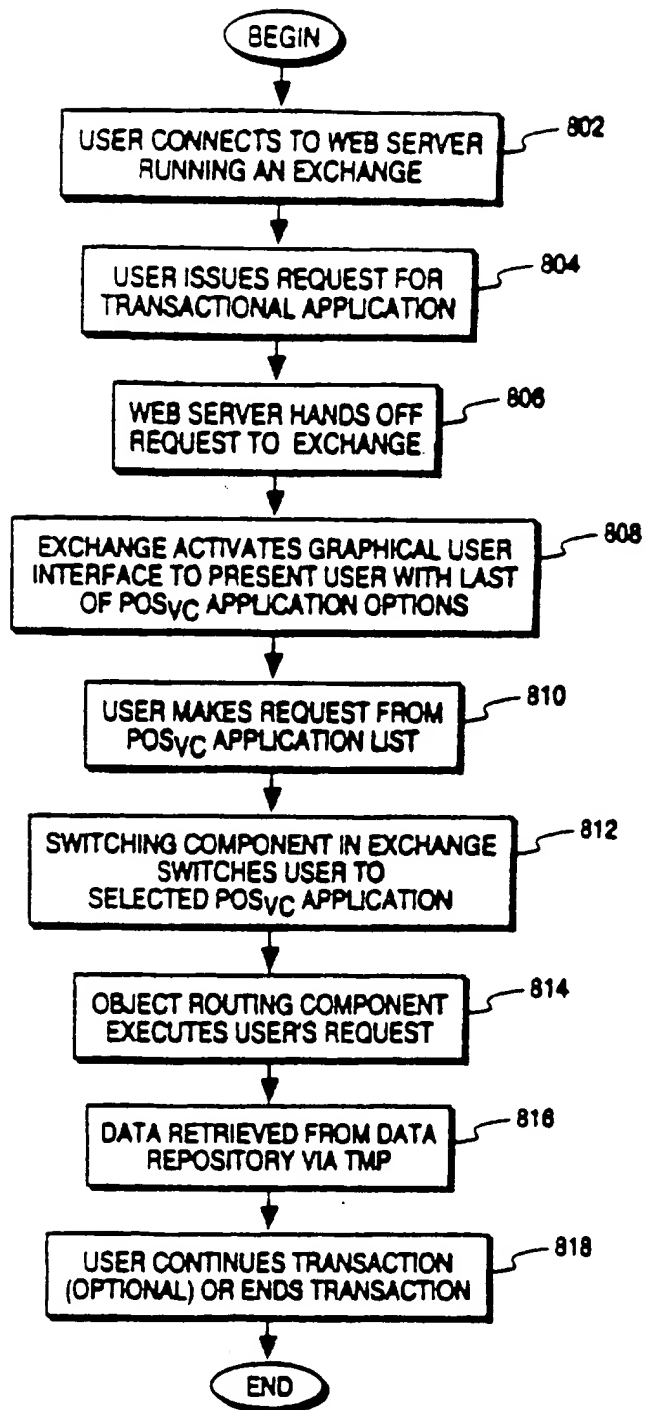 BEGIN
USER CONNECTS TO WEB SERVER
RUNNING AN EXCHANGE
802
USER ISSUES REQUEST FOR
TRANSACTIONAL APPLICATION
804
WEB SERVER HANDS OFF
REQUEST TO EXCHANGE
806
EXCHANGE ACTIVATES GRAPHICAL USER
INTERFACE TO PRESENT USER WITH LAST
OF POSVC APPLICATION OPTIONS
808
USER MAKES REQUEST FROM
POSVC APPLICATION LIST
810
SWITCHING COMPONENT IN EXCHANGE
SWITCHES USER TO
SELECTED POSVC APPLICATION
812
OBJECT ROUTING COMPONENT
EXECUTES USER'S REQUEST
814
DATA RETRIEVED FROM DATA
REPOSITORY VIA TMP
816
USER CONTINUES TRANSACTION
(OPTIONAL) OR ENDS TRANSACTION
818
END